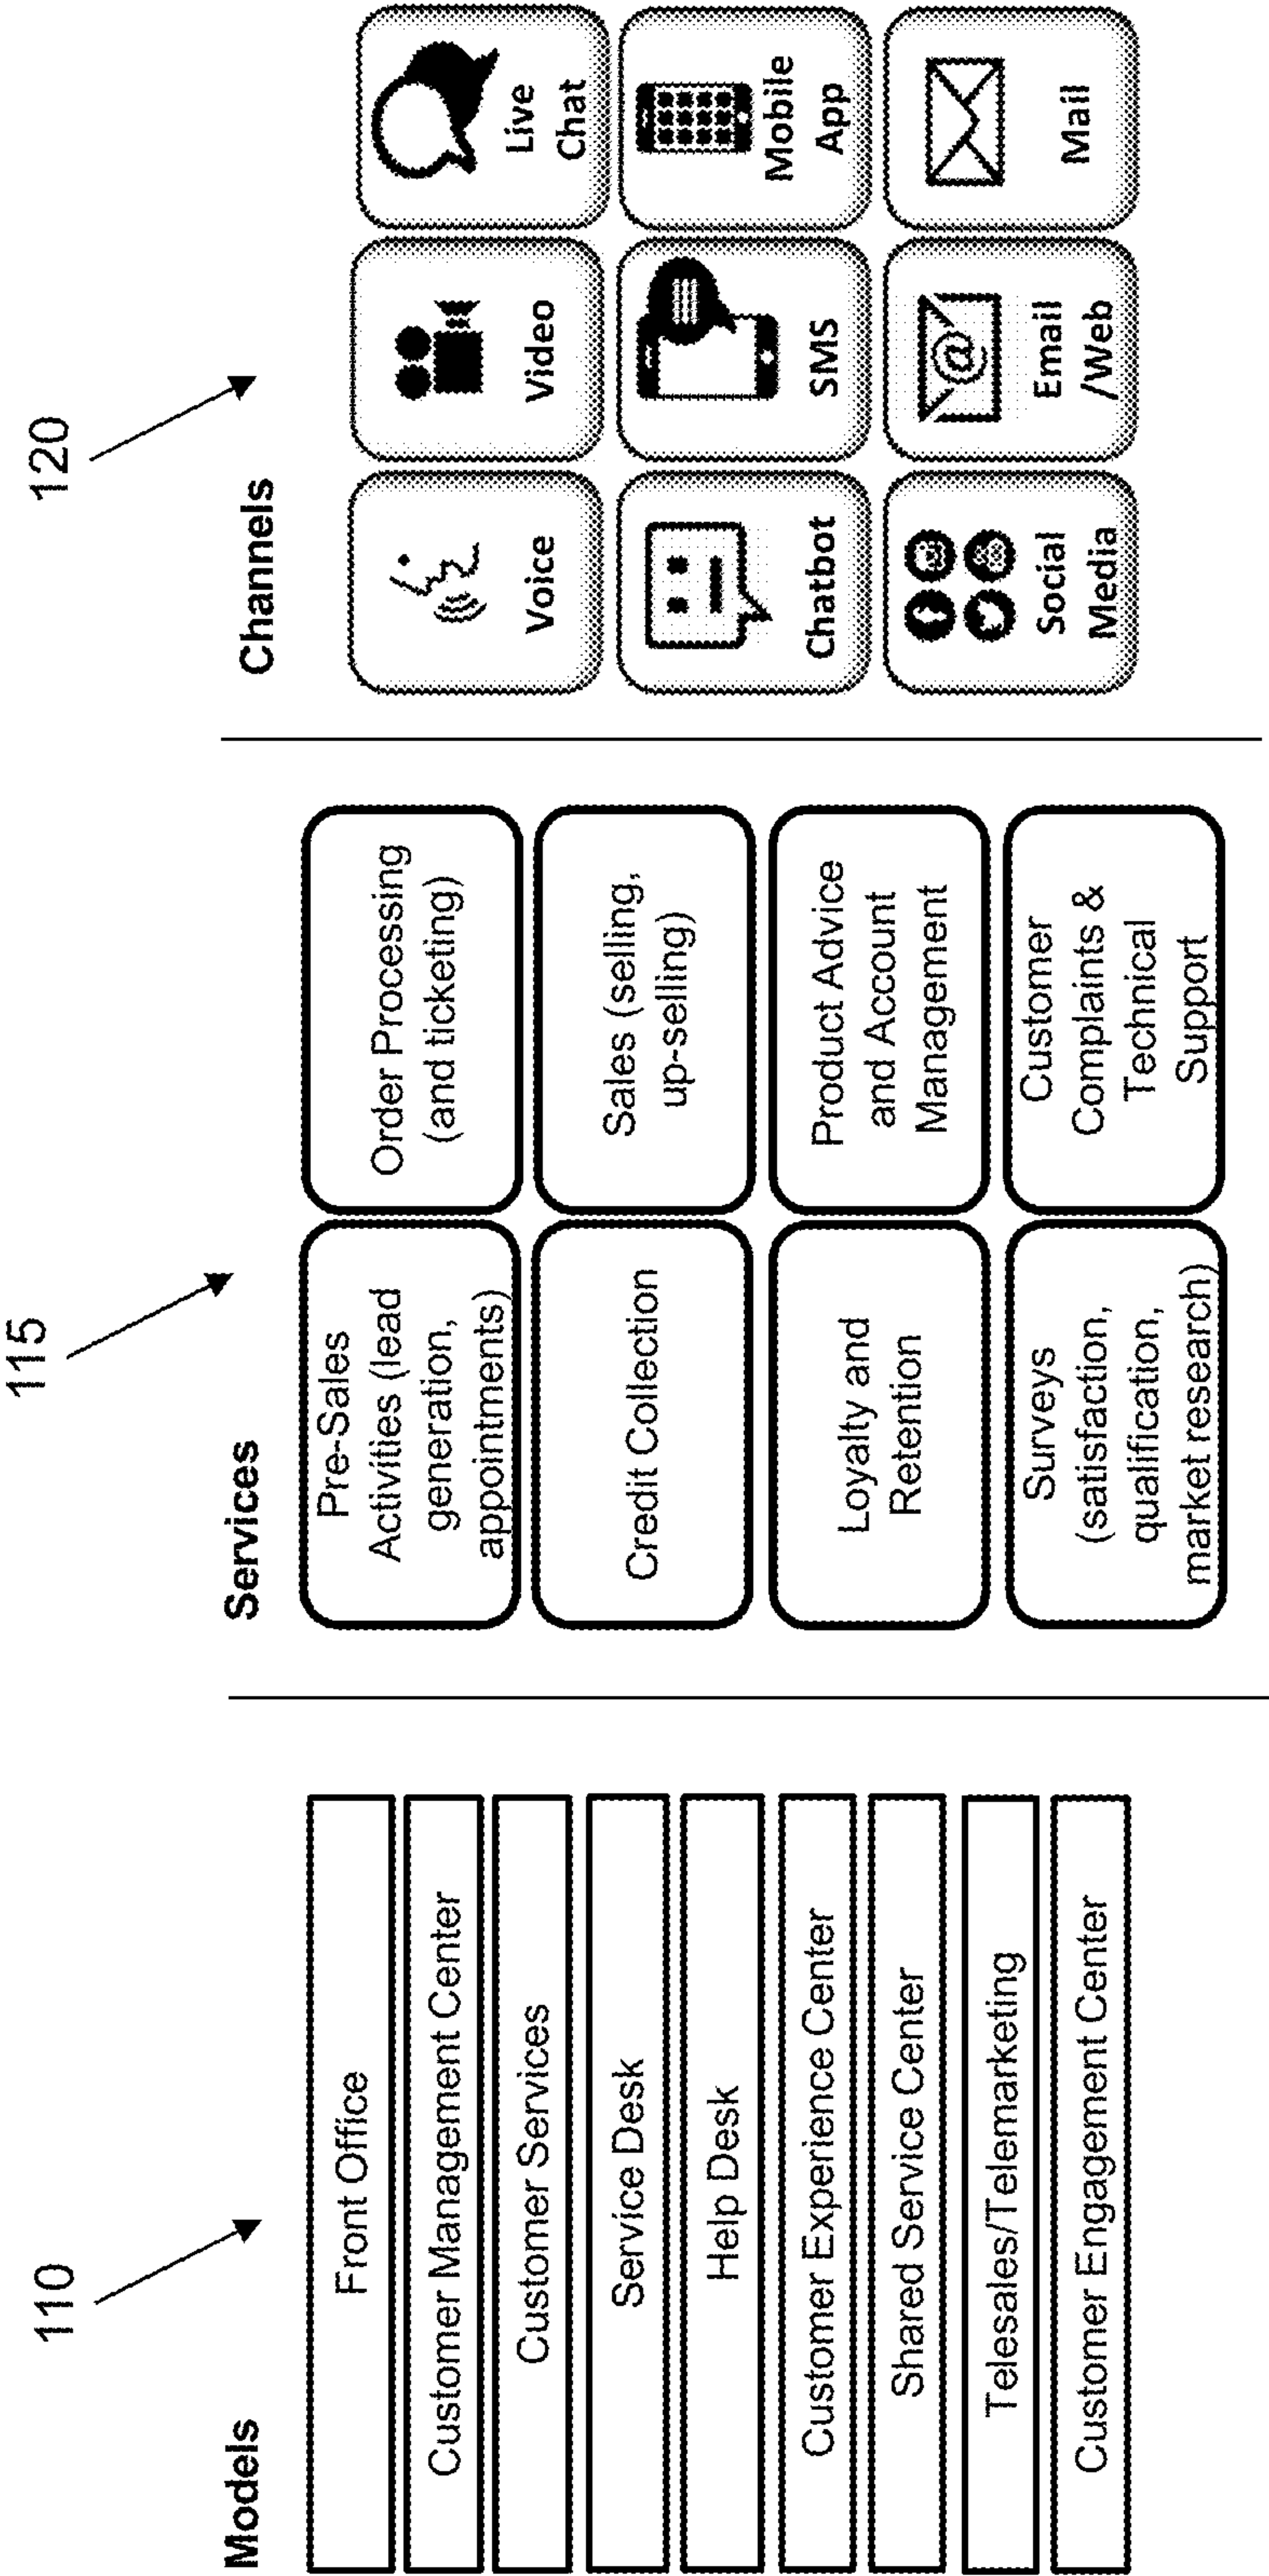 110
Models
Front Office
Customer Management Center
Customer Services
Service Desk
Help Desk
Customer Experience Center
Shared Service Center
Telesales/Telemarketing
Customer Engagement Center
115
Services
Pre-Sales
Activities (lead
generation,
appointments)
Order Processing
(and ticketing)
Credit Collection
Sales (selling,
up-selling)
Loyalty and
Retention
Product Advice
and Account
Management
Surveys
(satisfaction,
qualification,
market research)
Customer
Complaints &
Technical
Support
120
Channels
Voice
Video
Live
Chat
Chatbot
SMS
Mobile
App
Social
Media
@
Email
/Web
Mail